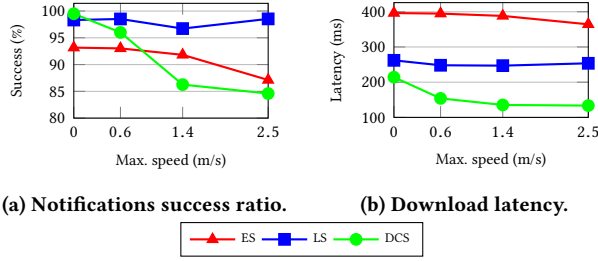 100
95
90
85
80
Success (%)
0 0.6 1.4 2.5
Max. speed (m/s)
(a) Notifications success ratio.
400
300
200
100
Latency (ms)
0 0.6 1.4 2.5
Max. speed (m/s)
(b) Download latency.
ES LS DCS